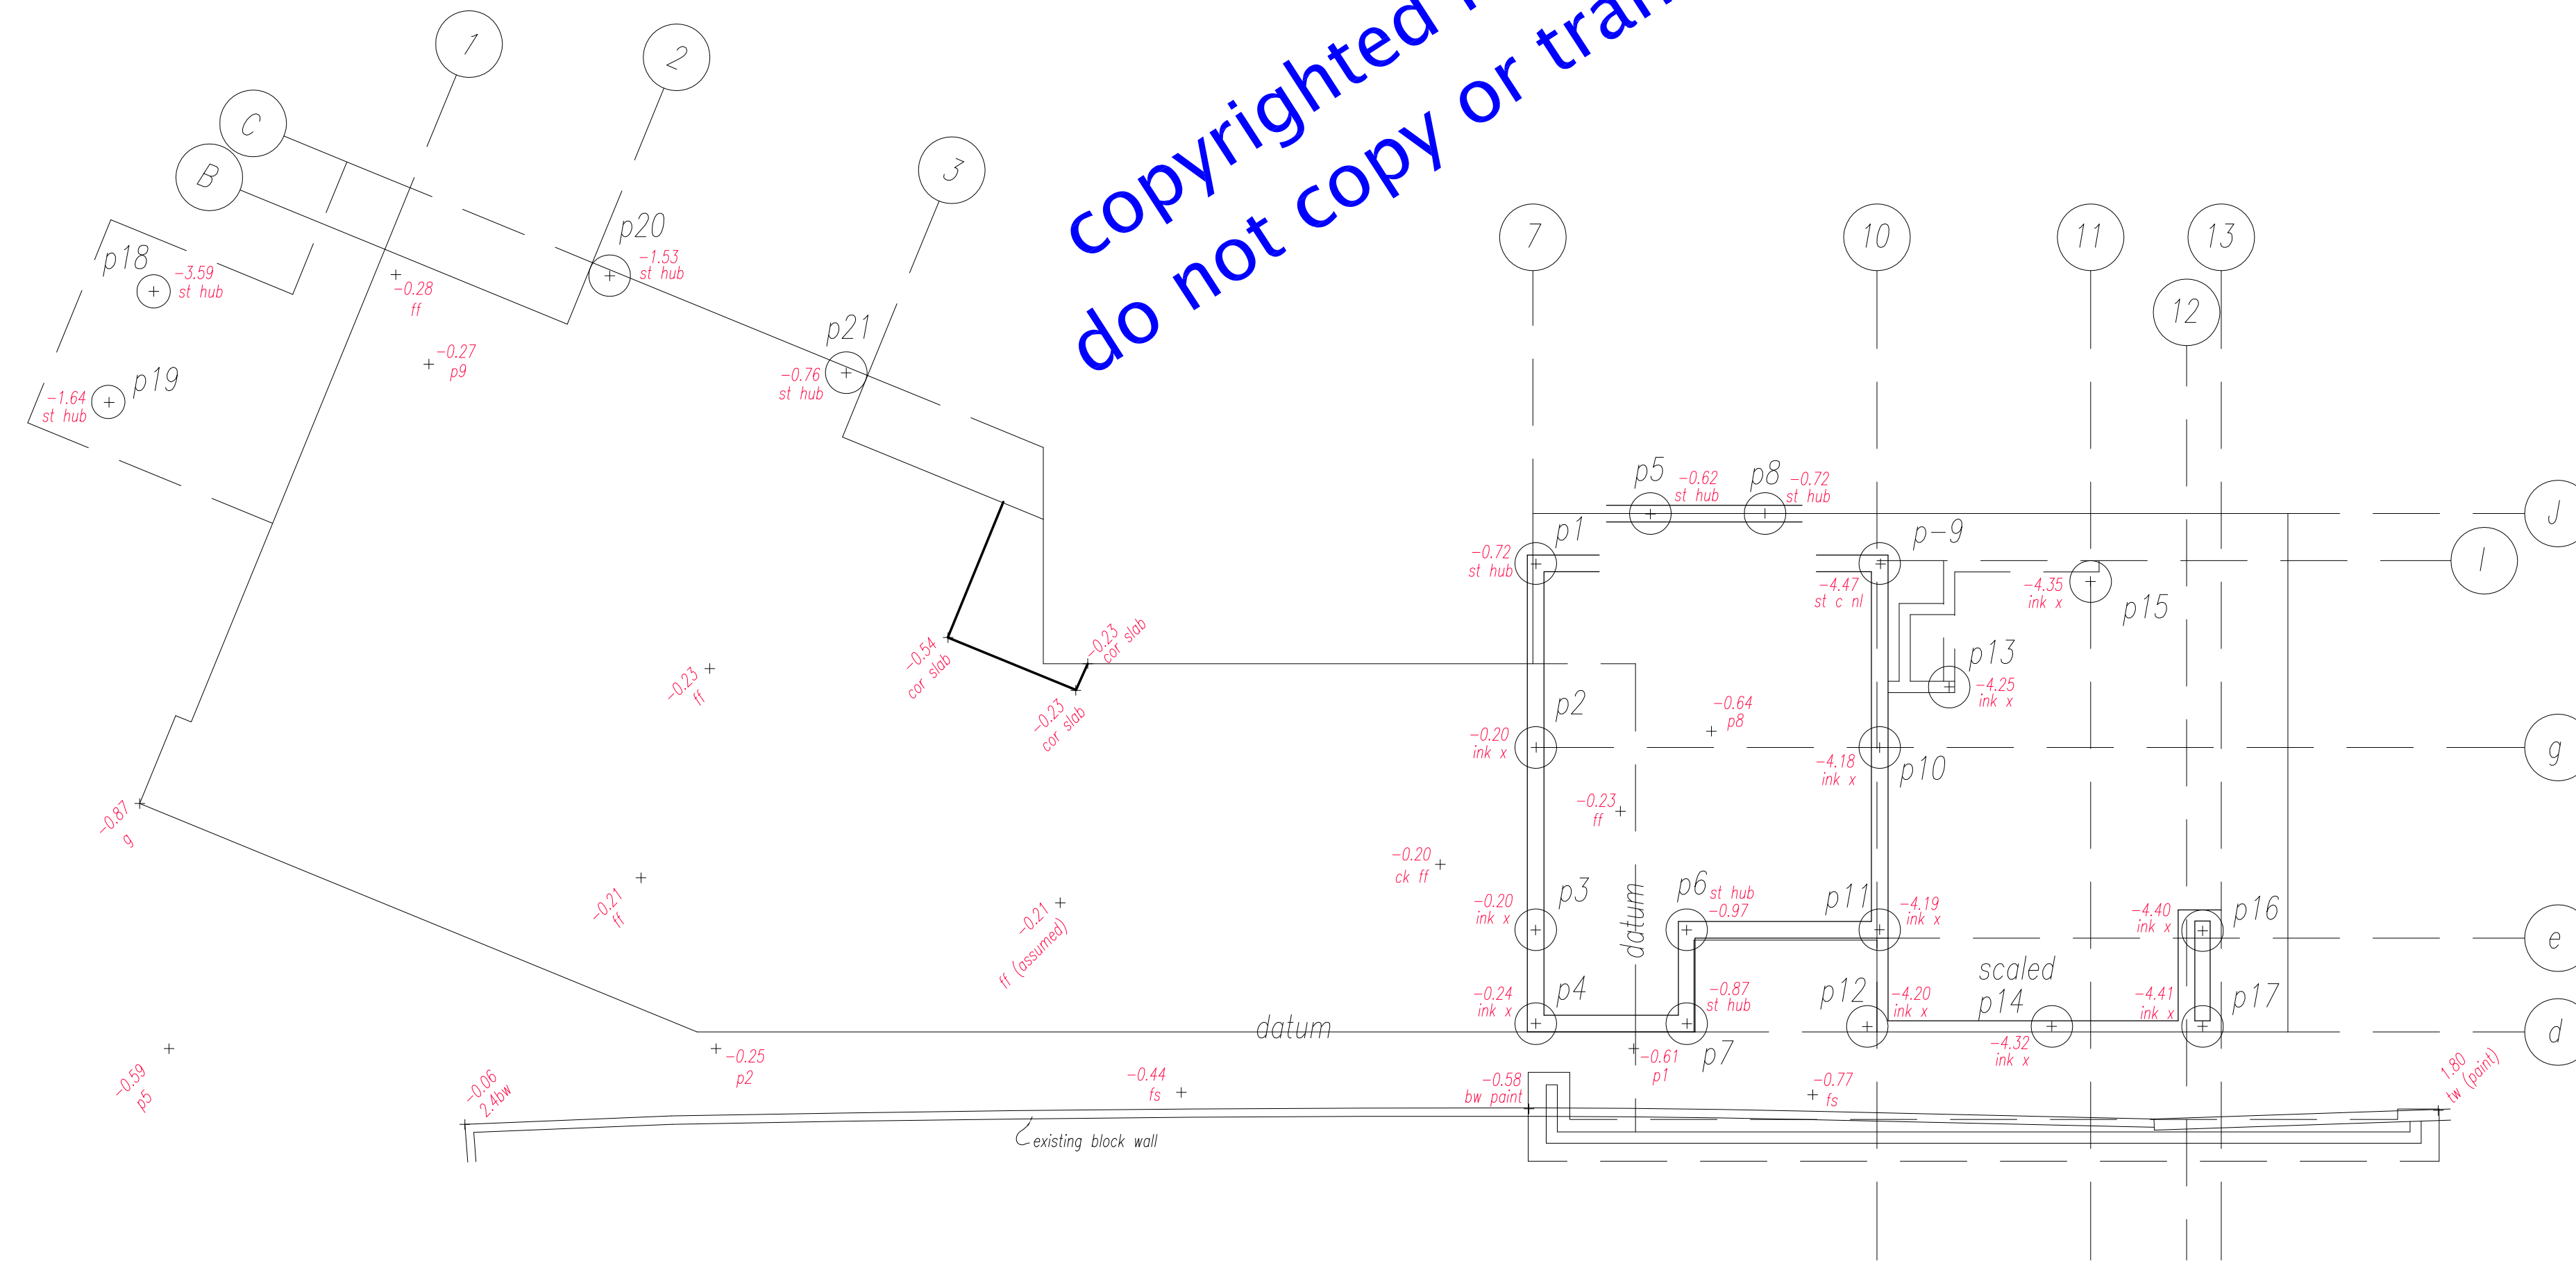 copyrighted
do not copy or tran
1
2
C
B
3
7
10
11
13
12
p18
-3.59
st hub
p20
-1.53
st hub
-0.28
ff
p21
-0.76
st hub
-0.27
p9
p19
-1.64
st hub
p5
-0.62
st hub
p8
-0.72
st hub
J
p1
-0.72
st hub
p-9
-4.47
st c nl
-4.35
ink x
p15
I
-0.54
cor slab
-0.23
cor slab
-0.23
cor slab
-0.23
ff
p13
-4.25
ink x
p2
-0.20
ink x
-0.64
p8
-4.18
ink x
p10
g
-0.87
g
-0.23
ff
-0.20
ck ff
-0.21
ff
-0.21
ff (assumed)
p3
-0.20
ink x
datum
p6
st hub
-0.97
p11
-4.19
ink x
-4.40
ink x
p16
e
p4
-0.24
ink x
-0.87
st hub
p7
p12
-4.20
ink x
scaled
p14
-4.32
ink x
-4.41
ink x
p17
d
datum
-0.59
p5
-0.25
p2
-0.06
2.4bw
-0.44
fs
-0.58
bw paint
-0.61
p1
-0.77
fs
1.80
tw (paint)
existing block wall